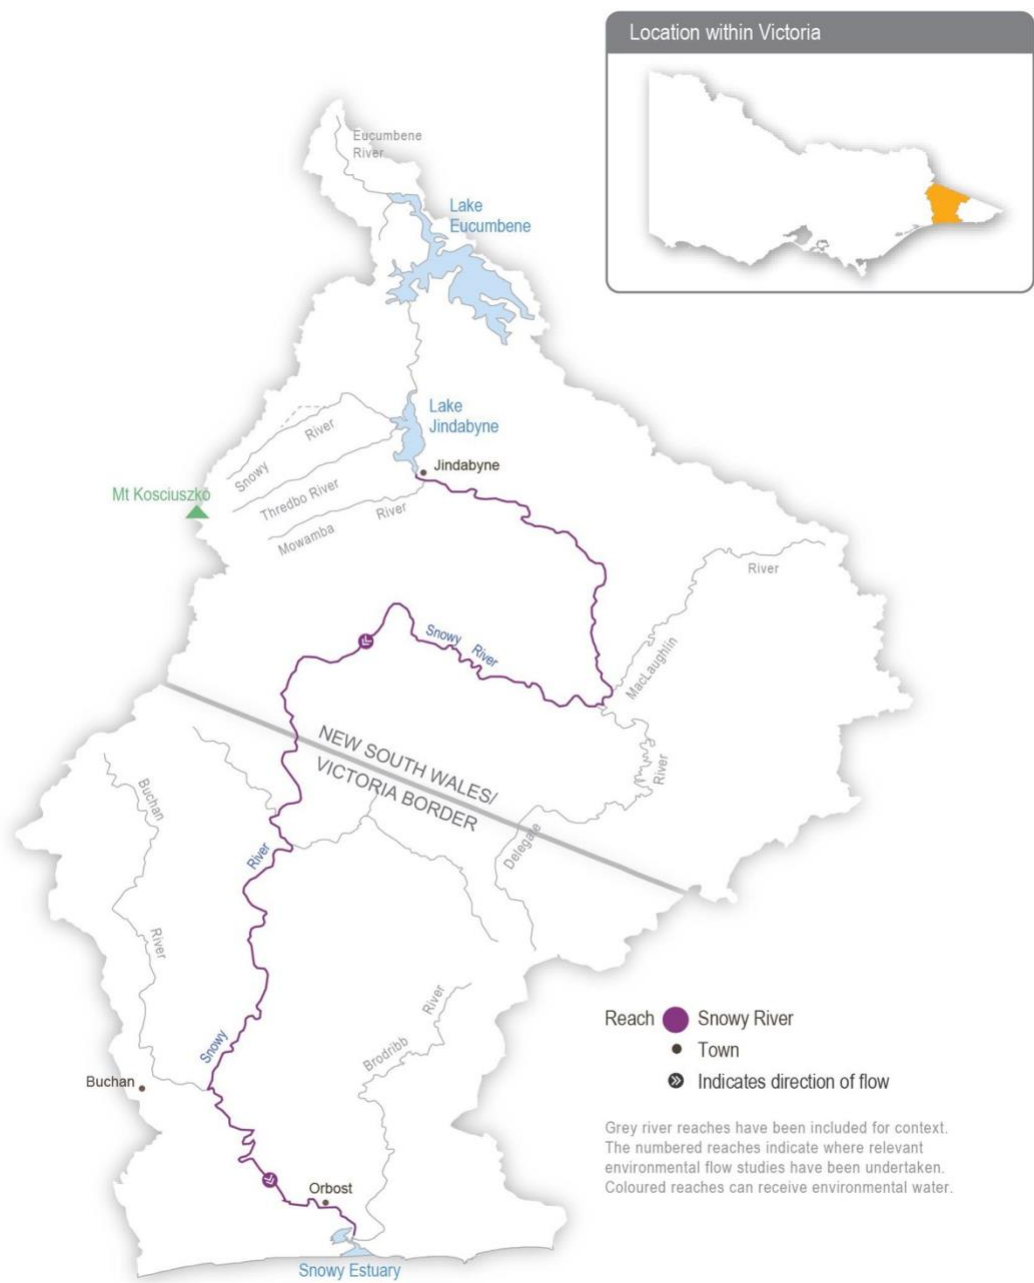 Location within Victoria
Eucumbene
River
Lake
Eucumbene
Lake
Jindabyne
Jindabyne
Snowy River
Thredbo River
Mowamba River
Mt Kosciuszko
River
MacLaughlin
Snowy River
NEW SOUTH WALES/
VICTORIA BORDER
River
Delegate
Buchan
River
River
Snowy
Brodribb River
Buchan
Orbost
Snowy Estuary
Reach Snowy River
Town
Indicates direction of flow
Grey river reaches have been included for context.
The numbered reaches indicate where relevant
environmental flow studies have been undertaken.
Coloured reaches can receive environmental water.